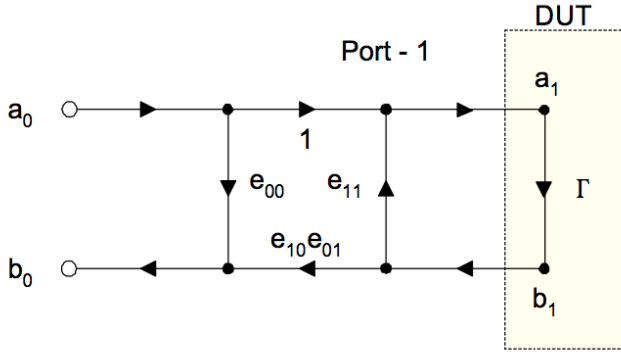 DUT
Port - 1
a₁
a₀
1
e₀₀
e₁₁
Γ
e₁₀e₀₁
b₀
b₁